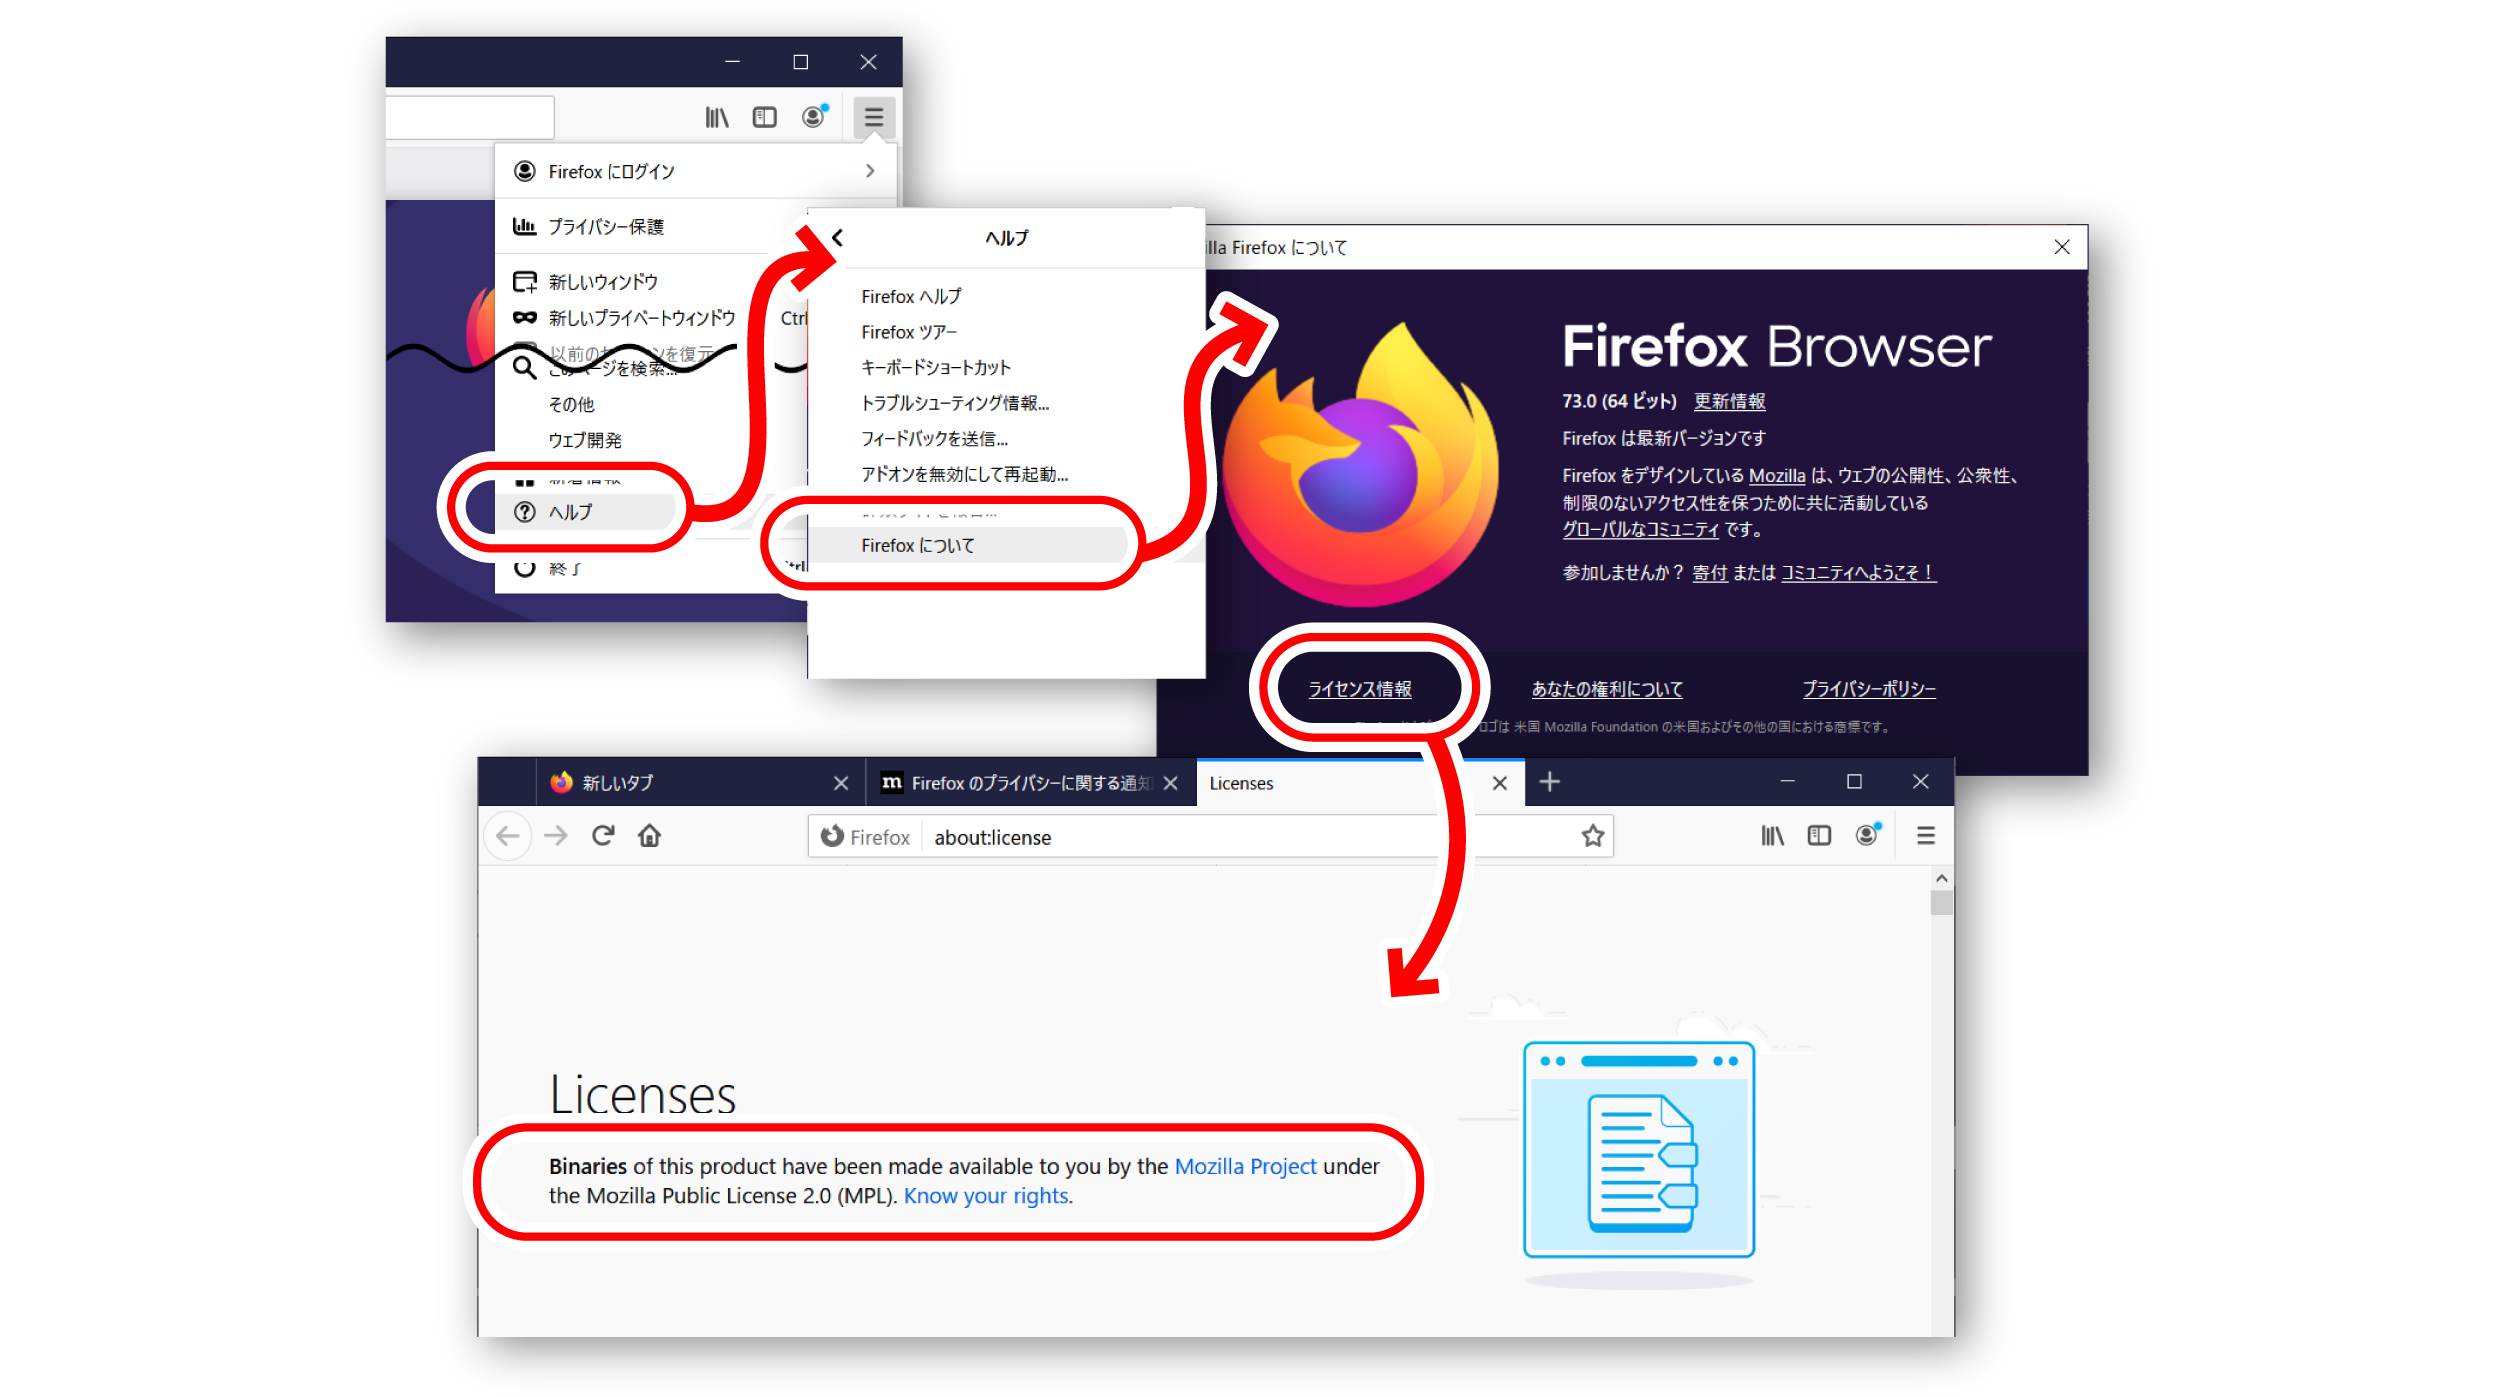 Firefox にログイン
プライバシー保護
新しいウィンドウ
新しいプライベートウィンドウ
Ctrl
このページを検索...
その他
ウェブ開発
ヘルプ
終了
ヘルプ
Firefox ヘルプ
Firefox ツアー
キーボードショートカット
トラブルシューティング情報...
フィードバックを送信...
アドオンを無効にして再起動...
Firefox について
illa Firefox について
Firefox Browser
73.0 (64 ビット) 更新情報
Firefox は最新バージョンです
Firefox をデザインしている Mozilla は、ウェブの公開性、公衆性、
制限のないアクセス性を保つために共に活動している
グローバルなコミュニティ です。
参加しませんか？ 寄付 または コミュニティへようこそ！
ライセンス情報 あなたの権利について プライバシーポリシー
ロゴは 米国 Mozilla Foundation の米国およびその他の国における商標です。
新しいタブ
m Firefox のプライバシーに関する通知
Licenses
Firefox about:license
Licenses
Binaries of this product have been made available to you by the Mozilla Project under
the Mozilla Public License 2.0 (MPL). Know your rights.